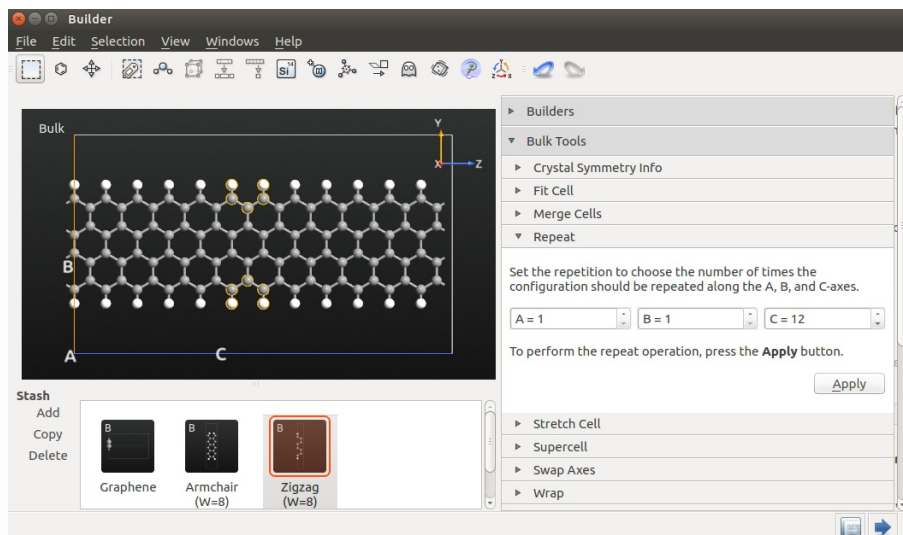 Builder
File Edit Selection View Windows Help
Si 14
Bulk
Y
X
Z
B
A
C
Stash
Add
Copy
Delete
B
B
B
Graphene
Armchair
(W=8)
Zigzag
(W=8)
Builders
Bulk Tools
Crystal Symmetry Info
Fit Cell
Merge Cells
Repeat
Set the repetition to choose the number of times the
configuration should be repeated along the A, B, and C-axes.
A = 1
B = 1
C = 12
To perform the repeat operation, press the Apply button.
Apply
Stretch Cell
Supercell
Swap Axes
Wrap